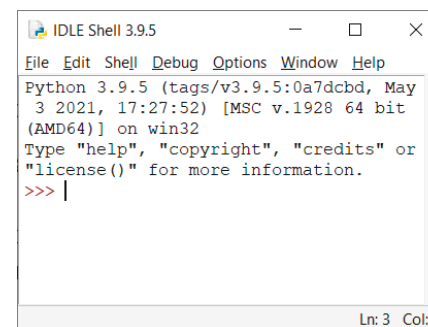 IDLE Shell 3.9.5
File Edit Shell Debug Options Window Help
Python 3.9.5 (tags/v3.9.5:0a7dcbd, May
3 2021, 17:27:52) [MSC v.1928 64 bit
(AMD64)] on win32
Type "help", "copyright", "credits" or
"license()" for more information.
>>>
Ln: 3 Col: